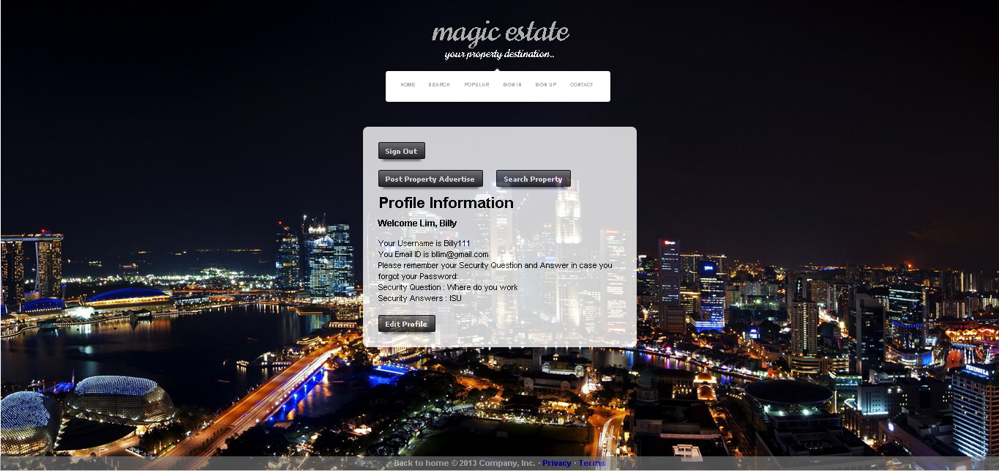 magic estate
your property destination..
HOME SEARCH POPULAR SIGN IN SIGN UP CONTACT
Sign Out
Post Property Advertise Search Property
Profile Information
Welcome Lim, Billy
Your Username is Billy111
You Email ID is bllim@gmail.com
Please remember your Security Question and Answer in case you
forgot your Password:
Security Question : Where do you work
Security Answers : ISU
Edit Profile
Back to home © 2013 Company, Inc. · Privacy · Terms